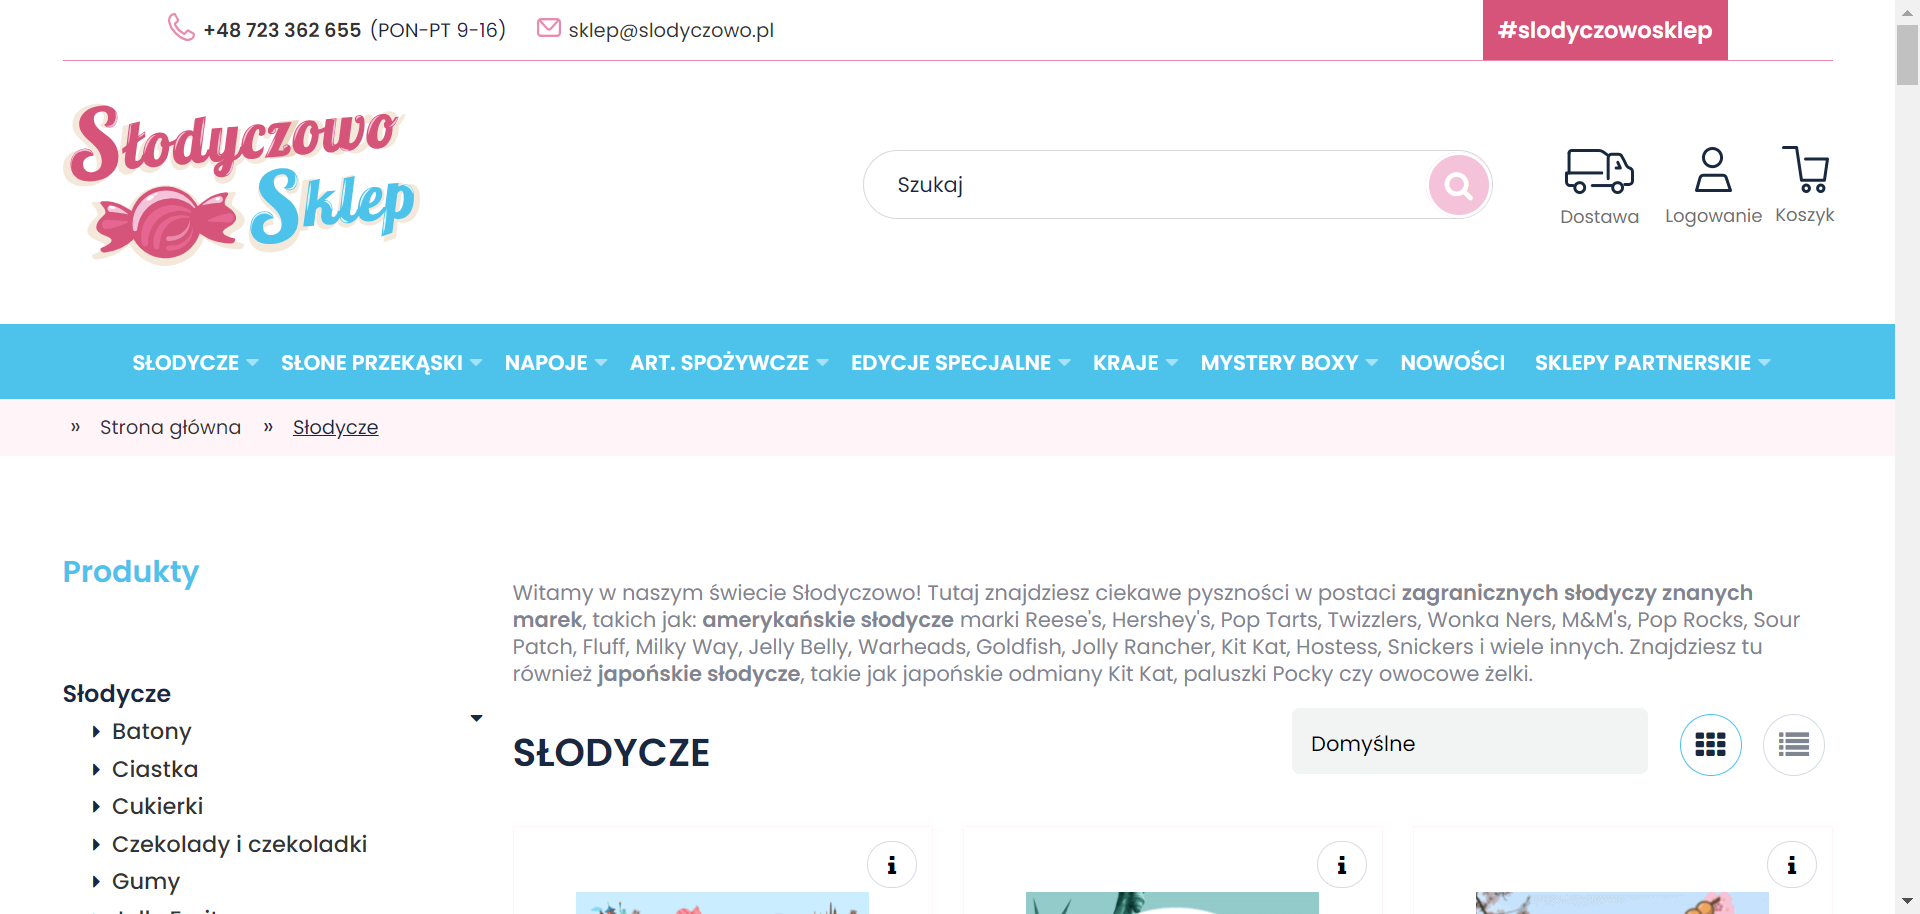 +48 723 362 655 (PON-PT 9-16) sklep@slodyczowo.pl #slodyczowosklep
Słodyczowo
Sklep
Szukaj
Dostawa Logowanie Koszyk
SŁODYCZE SŁONE PRZEKĄSKI NAPOJE ART. SPOŻYWCZE EDYCJE SPECJALNE KRAJE MYSTERY BOXY NOWOŚCI SKLEPY PARTNERSKIE
» Strona główna » Słodycze
Produkty
Słodycze
Batony
Ciastka
Cukierki
Czekolady i czekoladki
Gumy
Witamy w naszym świecie Słodyczowo! Tutaj znajdziesz ciekawe pyszności w postaci zagranicznych słodyczy znanych
marek, takich jak: amerykańskie słodycze marki Reese's, Hershey's, Pop Tarts, Twizzlers, Wonka Ners, M&M's, Pop Rocks, Sour
Patch, Fluff, Milky Way, Jelly Belly, Warheads, Goldfish, Jolly Rancher, Kit Kat, Hostess, Snickers i wiele innych. Znajdziesz tu
również japońskie słodycze, takie jak japońskie odmiany Kit Kat, paluszki Pocky czy owocowe żelki.
SŁODYCZE
Domyślne